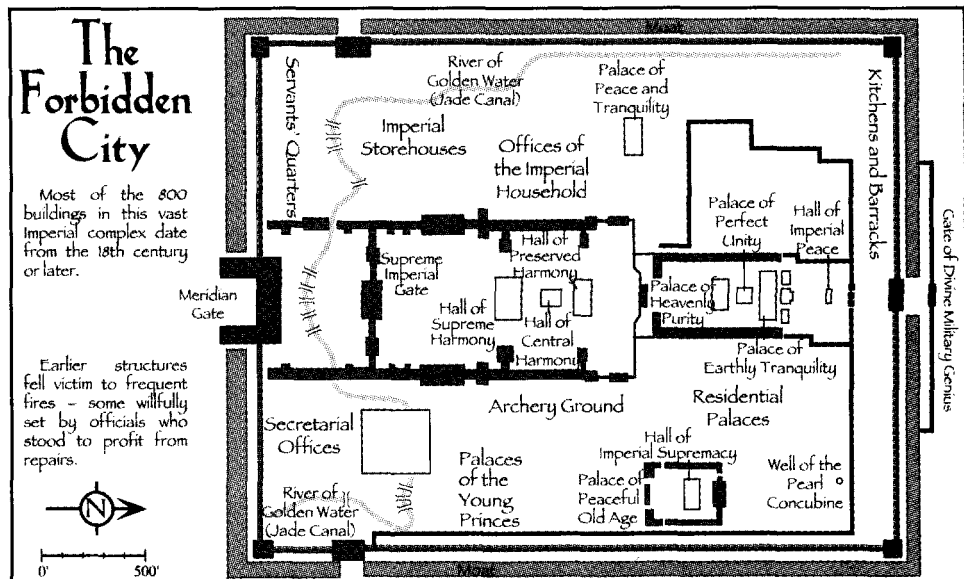 The
Forbidden
City
Most of the 800
buildings in this vast
Imperial complex date
from the 18th century
or later.
Meridian
Gate
Earlier structures
fell victim to frequent
fires – some willfully
set by officials who
stood to profit from
repairs.
N
0'
500'
Moat
Servants' Quarters
River of
Golden Water
(Jade Canal)
Imperial
Storehouses
Offices of
the Imperial
Household
Palace of
Peace and
Tranquility
Kitchens and Barracks
Gate of Divine Military Genius
Supreme
Imperial
Gate
Hall of
Preserved
Harmony
Hall of
Supreme
Harmony
Hall of
Central
Harmony
Palace of
Perfect
Unity
Hall of
Imperial
Peace
Palace of
Heavenly
Purity
Palace of
Earthly Tranquility
Archery Ground
Residential
Palaces
Secretarial
Offices
River of
Golden Water
(Jade Canal)
Palaces
of the
Young
Princes
Hall of
Imperial Supremacy
Palace of
Peaceful
Old Age
Well of the
Pearl
Concubine
Moat